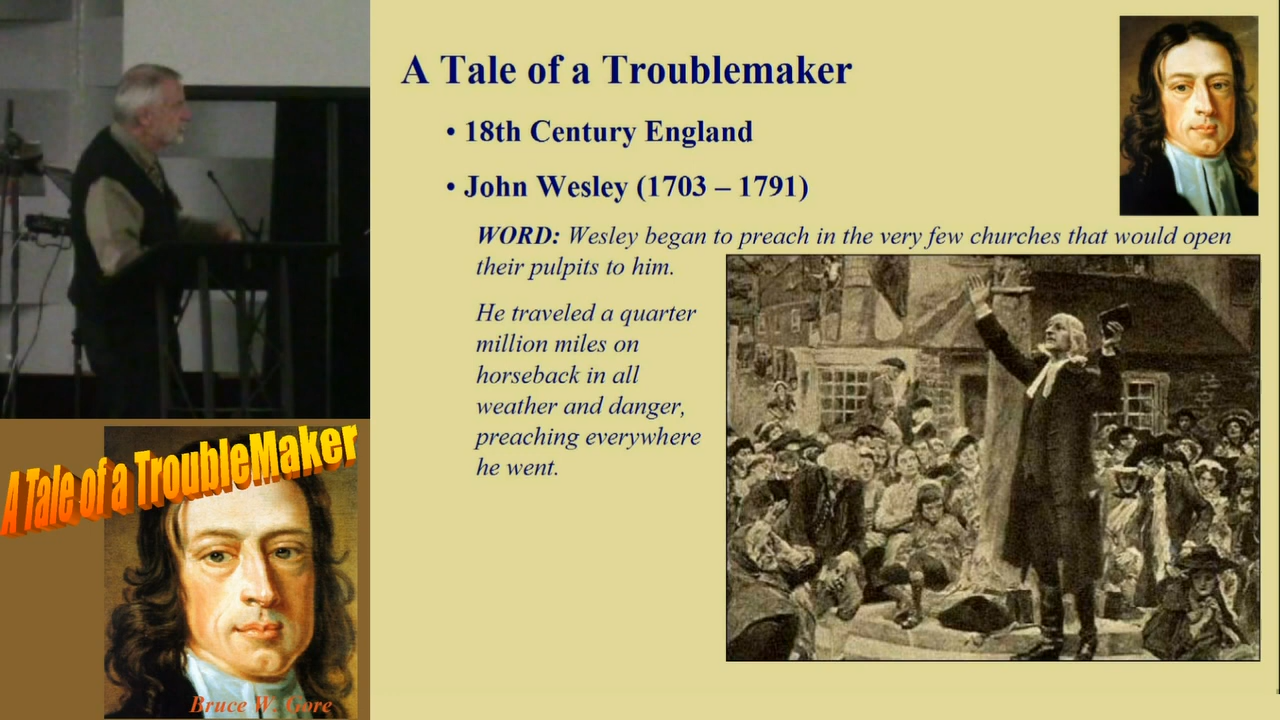 A Tale of a Troublemaker
• 18th Century England
• John Wesley (1703 – 1791)
WORD: Wesley began to preach in the very few churches that would open
their pulpits to him.
He traveled a quarter
million miles on
horseback in all
weather and danger,
preaching everywhere
he went.
A Tale of a TroubleMaker
Bruce W. Gore